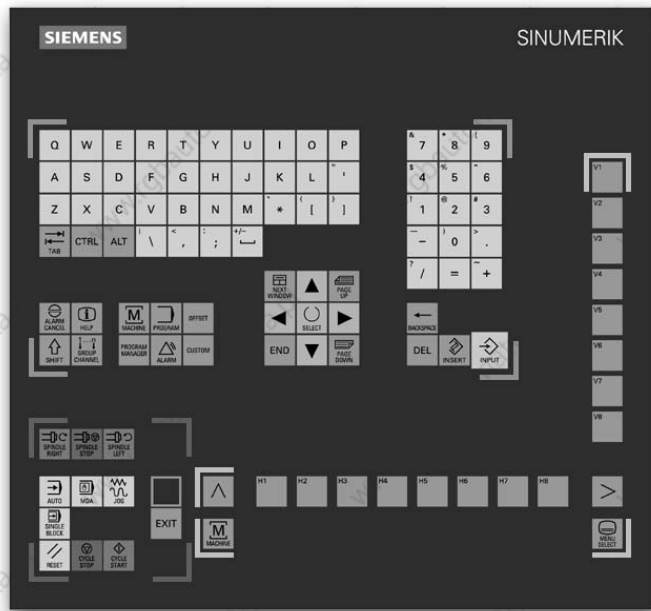 SIEMENS SINUMERIK
Q W E R T Y U I O P & 7 * 8 ( 9
A S D F G H J K L " ' $ 4 % 5 ^ 6
V1
Z X C V B N M ` * { [ } ] ! 1 @ 2 # 3
V2
TAB CTRL ALT | \ < , : ; +/- — - ) 0 > .
V3
? / = ~ +
V4
NEXT WINDOW PAGE UP
V5
ALARM CANCEL i HELP M MACHINE PROGRAM OFFSET SELECT BACKSPACE
V6
SHIFT 1...n GROUP CHANNEL PROGRAM MANAGER ALARM CUSTOM END PAGE DOWN DEL INSERT INPUT
V7
V8
SPINDLE RIGHT SPINDLE STOP SPINDLE LEFT
AUTO MDA JOG H1 H2 H3 H4 H5 H6 H7 H8
SINGLE BLOCK EXIT M MACHINE MENU SELECT
RESET CYCLE STOP CYCLE START